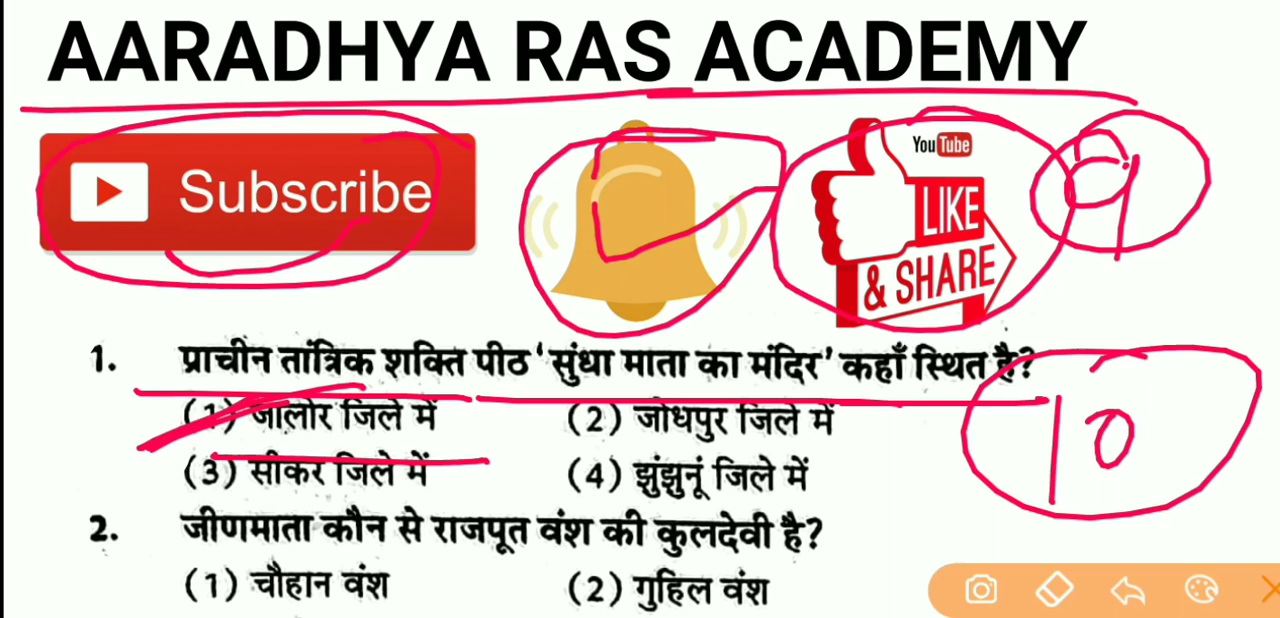 AARADHYA RAS ACADEMY
Subscribe
YouTube
LIKE
& SHARE
9
1. प्राचीन तांत्रिक शक्ति पीठ 'सुंधा माता का मंदिर' कहाँ स्थित है?
(1) जालोर जिले में (2) जोधपुर जिले में
10
(3) सीकर जिले में (4) झुंझुनूं जिले में
2. जीणमाता कौन से राजपूत वंश की कुलदेवी है?
(1) चौहान वंश (2) गुहिल वंश